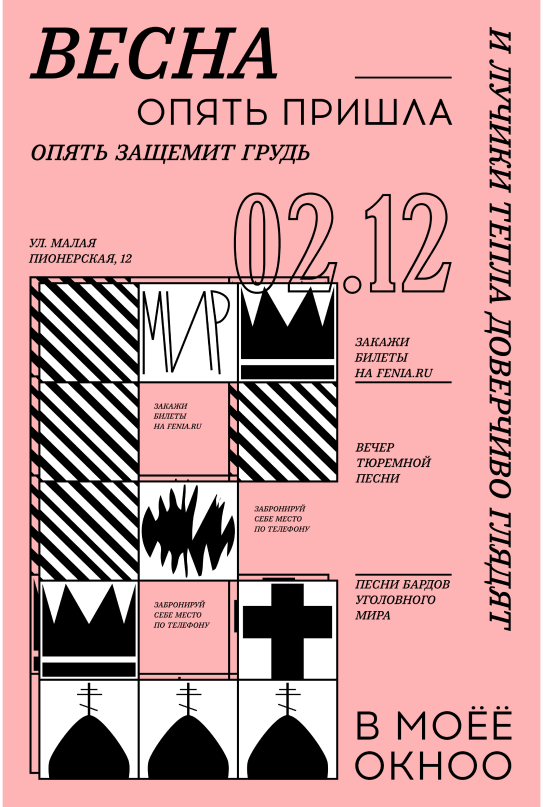 ВЕСНА
ОПЯТЬ ПРИШЛА
ОПЯТЬ ЗАЩЕМИТ ГРУДЬ
И ЛУЧИКИ ТЕПЛА ДОВЕРЧИВО ГЛЯДЯТ
02.12
УЛ. МАЛАЯ
ПИОНЕРСКАЯ, 12
МИР
ЗАКАЖИ
БИЛЕТЫ
НА FENIA.RU
ЗАКАЖИ
БИЛЕТЫ
НА FENIA.RU
ВЕЧЕР
ТЮРЕМНОЙ
ПЕСНИ
ЗАБРОНИРУЙ
СЕБЕ МЕСТО
ПО ТЕЛЕФОНУ
ПЕСНИ БАРДОВ
УГОЛОВНОГО
МИРА
ЗАБРОНИРУЙ
СЕБЕ МЕСТО
ПО ТЕЛЕФОНУ
В МОЁЁ
ОКНОО